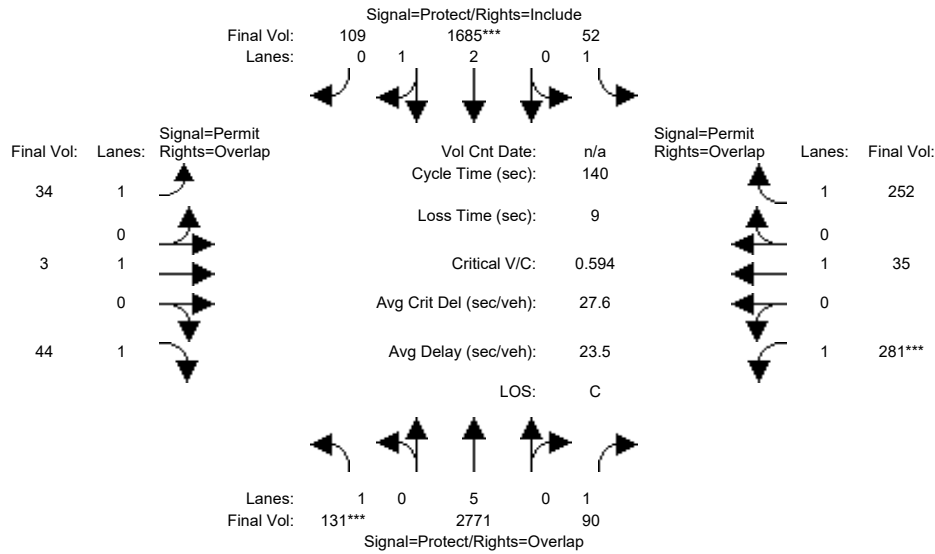 Signal=Protect/Rights=Include
Final Vol: 109 1685*** 52
Lanes: 0 1 2 0 1
Signal=Permit Signal=Permit
Final Vol: Lanes: Rights=Overlap Vol Cnt Date: n/a Rights=Overlap Lanes: Final Vol:
Cycle Time (sec): 140
34 1 1 252
Loss Time (sec): 9
0 0
3 1 Critical V/C: 0.594 1 35
0 Avg Crit Del (sec/veh): 27.6 0
44 1 Avg Delay (sec/veh): 23.5 1 281***
LOS: C
Lanes: 1 0 5 0 1
Final Vol: 131*** 2771 90
Signal=Protect/Rights=Overlap